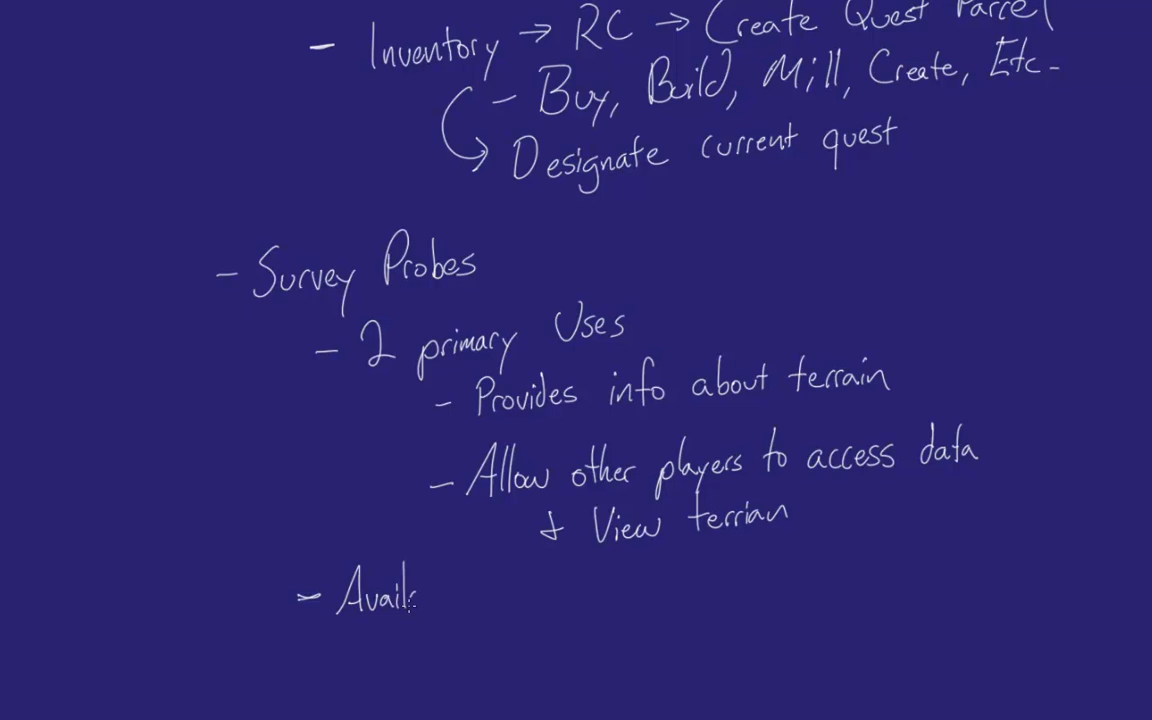 - Inventory → RC → Create Quest Parcel
- Buy, Build, Mill, Create, Etc-
Designate current quest
- Survey Probes
- 2 primary Uses
- Provides info about terrain
- Allow other players to access data
+ View terrian
- Avail